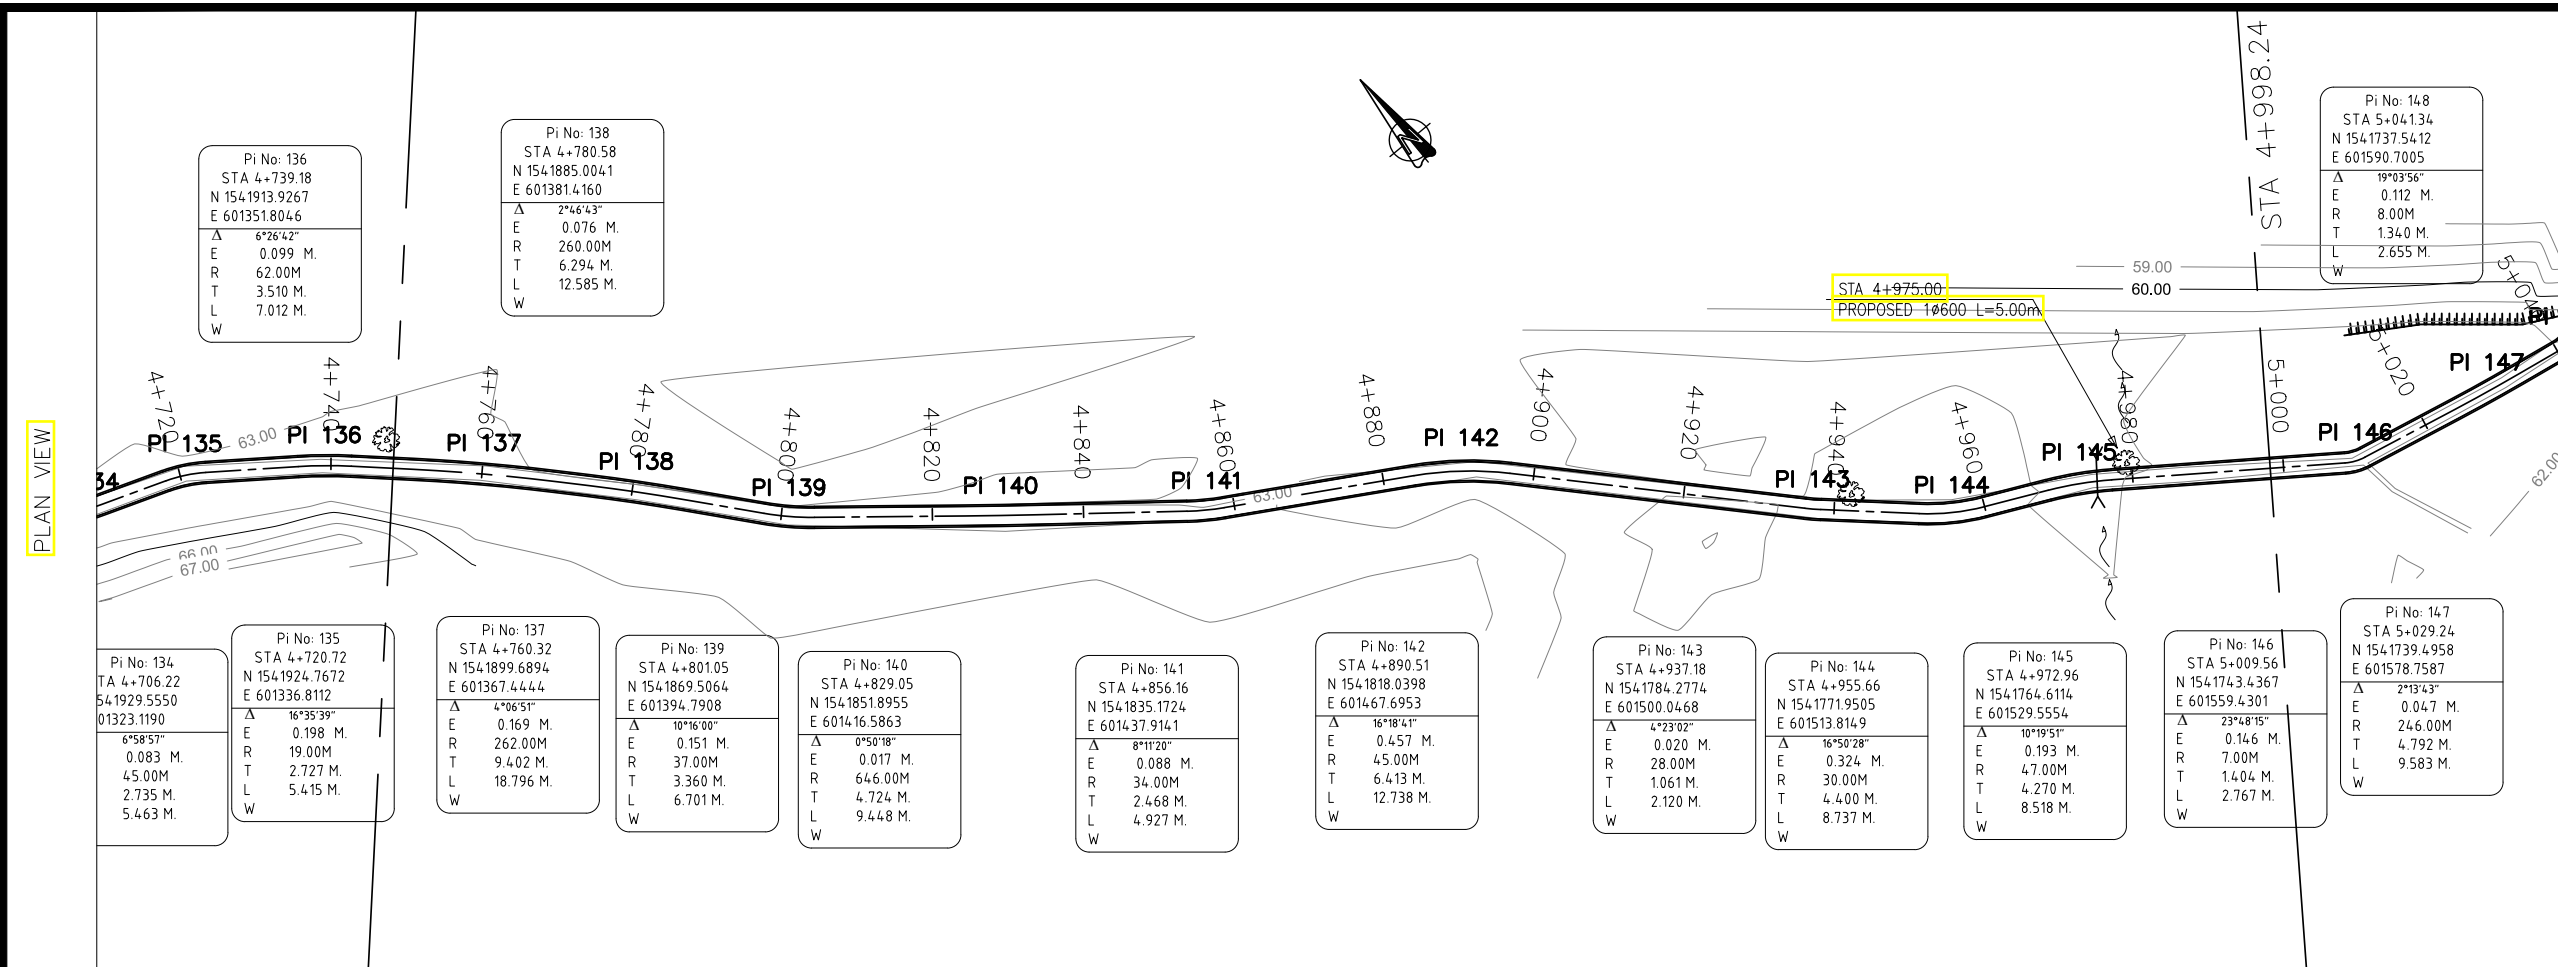 PLAN VIEW
Pi No: 136
STA 4+739.18
N 1541913.9267
E 601351.8046
Δ 6°26'42"
E 0.099 M.
R 62.00M
T 3.510 M.
L 7.012 M.
W
Pi No: 138
STA 4+780.58
N 1541885.0041
E 601381.4160
Δ 2°46'43"
E 0.076 M.
R 260.00M
T 6.294 M.
L 12.585 M.
W
STA 4+998.24
Pi No: 148
STA 5+041.34
N 1541737.5412
E 601590.7005
Δ 19°03'56"
E 0.112 M.
R 8.00M
T 1.340 M.
L 2.655 M.
W
59.00
60.00
STA 4+975.00
PROPOSED 1ø600 L=5.00m
4+720
4+740
4+760
4+780
4+800
4+820
4+840
4+860
4+880
4+900
4+920
4+940
4+960
4+980
5+000
5+020
5+04
34
PI 135
63.00
PI 136
PI 137
PI 138
PI 139
PI 140
PI 141
63.00
PI 142
PI 143
PI 144
PI 145
PI 146
PI 147
PI
62.00
66.00
67.00
Pi No: 134
TA 4+706.22
541929.5550
01323.1190
6°58'57"
0.083 M.
45.00M
2.735 M.
5.463 M.
Pi No: 135
STA 4+720.72
N 1541924.7672
E 601336.8112
Δ 16°35'39"
E 0.198 M.
R 19.00M
T 2.727 M.
L 5.415 M.
W
Pi No: 137
STA 4+760.32
N 1541899.6894
E 601367.4444
Δ 4°06'51"
E 0.169 M.
R 262.00M
T 9.402 M.
L 18.796 M.
W
Pi No: 139
STA 4+801.05
N 1541869.5064
E 601394.7908
Δ 10°16'00"
E 0.151 M.
R 37.00M
T 3.360 M.
L 6.701 M.
W
Pi No: 140
STA 4+829.05
N 1541851.8955
E 601416.5863
Δ 0°50'18"
E 0.017 M.
R 646.00M
T 4.724 M.
L 9.448 M.
W
Pi No: 141
STA 4+856.16
N 1541835.1724
E 601437.9141
Δ 8°11'20"
E 0.088 M.
R 34.00M
T 2.468 M.
L 4.927 M.
W
Pi No: 142
STA 4+890.51
N 1541818.0398
E 601467.6953
Δ 16°18'41"
E 0.457 M.
R 45.00M
T 6.413 M.
L 12.738 M.
W
Pi No: 143
STA 4+937.18
N 1541784.2774
E 601500.0468
Δ 4°23'02"
E 0.020 M.
R 28.00M
T 1.061 M.
L 2.120 M.
W
Pi No: 144
STA 4+955.66
N 1541771.9505
E 601513.8149
Δ 16°50'28"
E 0.324 M.
R 30.00M
T 4.400 M.
L 8.737 M.
W
Pi No: 145
STA 4+972.96
N 1541764.6114
E 601529.5554
Δ 10°19'51"
E 0.193 M.
R 47.00M
T 4.270 M.
L 8.518 M.
W
Pi No: 146
STA 5+009.56
N 1541743.4367
E 601559.4301
Δ 23°48'15"
E 0.146 M.
R 7.00M
T 1.404 M.
L 2.767 M.
W
Pi No: 147
STA 5+029.24
N 1541739.4958
E 601578.7587
Δ 2°13'43"
E 0.047 M.
R 246.00M
T 4.792 M.
L 9.583 M.
W